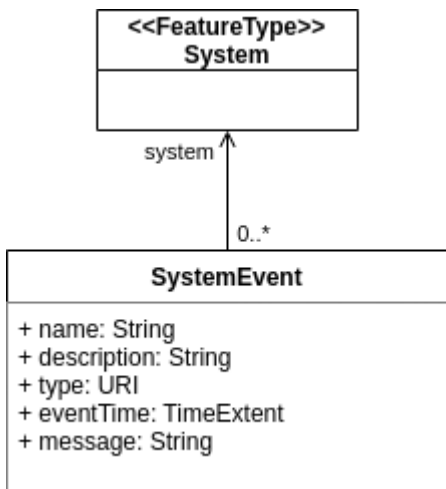 <<FeatureType>>
System
system
0..*
SystemEvent
+ name: String
+ description: String
+ type: URI
+ eventTime: TimeExtent
+ message: String